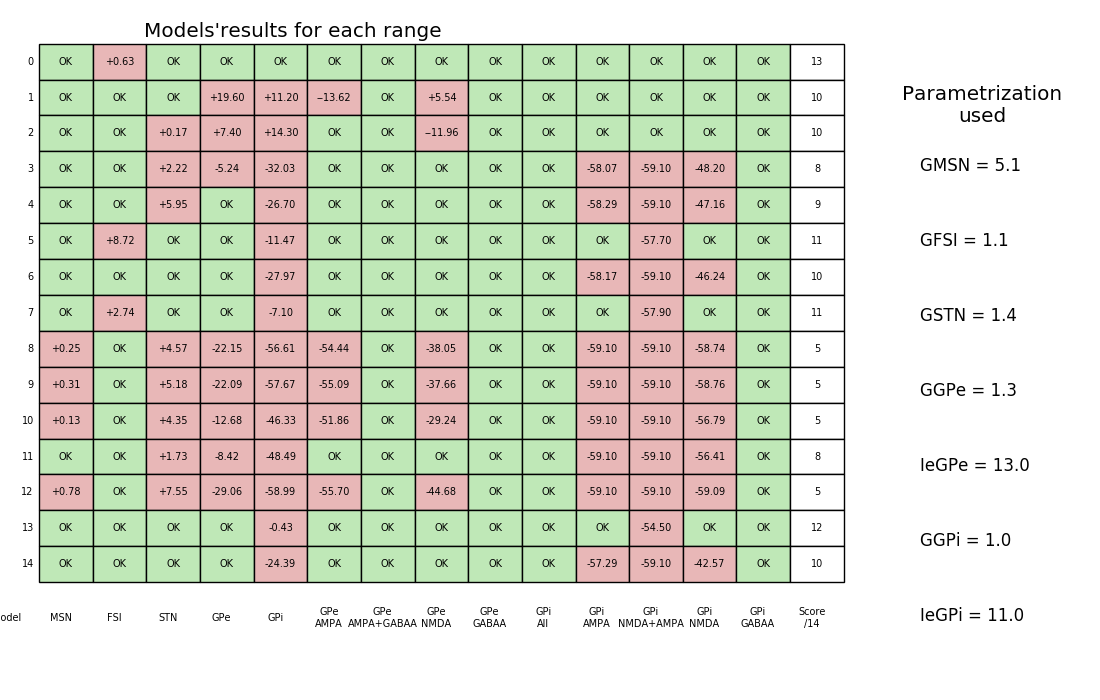 Models'results for each range
0 OK +0.63 OK OK OK OK OK OK OK OK OK OK OK OK 13
1 OK OK OK +19.60 +11.20 --13.62 OK +5.54 OK OK OK OK OK OK 10
2 OK OK +0.17 +7.40 +14.30 OK OK --11.96 OK OK OK OK OK OK 10
3 OK OK +2.22 -5.24 -32.03 OK OK OK OK OK -58.07 -59.10 -48.20 OK 8
4 OK OK +5.95 OK -26.70 OK OK OK OK OK -58.29 -59.10 -47.16 OK 9
5 OK +8.72 OK OK -11.47 OK OK OK OK OK OK -57.70 OK OK 11
6 OK OK OK OK -27.97 OK OK OK OK OK -58.17 -59.10 -46.24 OK 10
7 OK +2.74 OK OK -7.10 OK OK OK OK OK OK -57.90 OK OK 11
8 +0.25 OK +4.57 -22.15 -56.61 -54.44 OK -38.05 OK OK -59.10 -59.10 -58.74 OK 5
9 +0.31 OK +5.18 -22.09 -57.67 -55.09 OK -37.66 OK OK -59.10 -59.10 -58.76 OK 5
10 +0.13 OK +4.35 -12.68 -46.33 -51.86 OK -29.24 OK OK -59.10 -59.10 -56.79 OK 5
11 OK OK +1.73 -8.42 -48.49 OK OK OK OK OK -59.10 -59.10 -56.41 OK 8
12 +0.78 OK +7.55 -29.06 -58.99 -55.70 OK -44.68 OK OK -59.10 -59.10 -59.09 OK 5
13 OK OK OK OK -0.43 OK OK OK OK OK OK -54.50 OK OK 12
14 OK OK OK OK -24.39 OK OK OK OK OK -57.29 -59.10 -42.57 OK 10
odel MSN FSI STN GPe GPi GPe GPe GPe GPe GPi GPi GPi GPi GPi Score
AMPA AMPA+GABAA NMDA GABAA All AMPA NMDA+AMPA NMDA GABAA /14
Parametrization
used
GMSN = 5.1
GFSI = 1.1
GSTN = 1.4
GGPe = 1.3
IeGPe = 13.0
GGPi = 1.0
IeGPi = 11.0